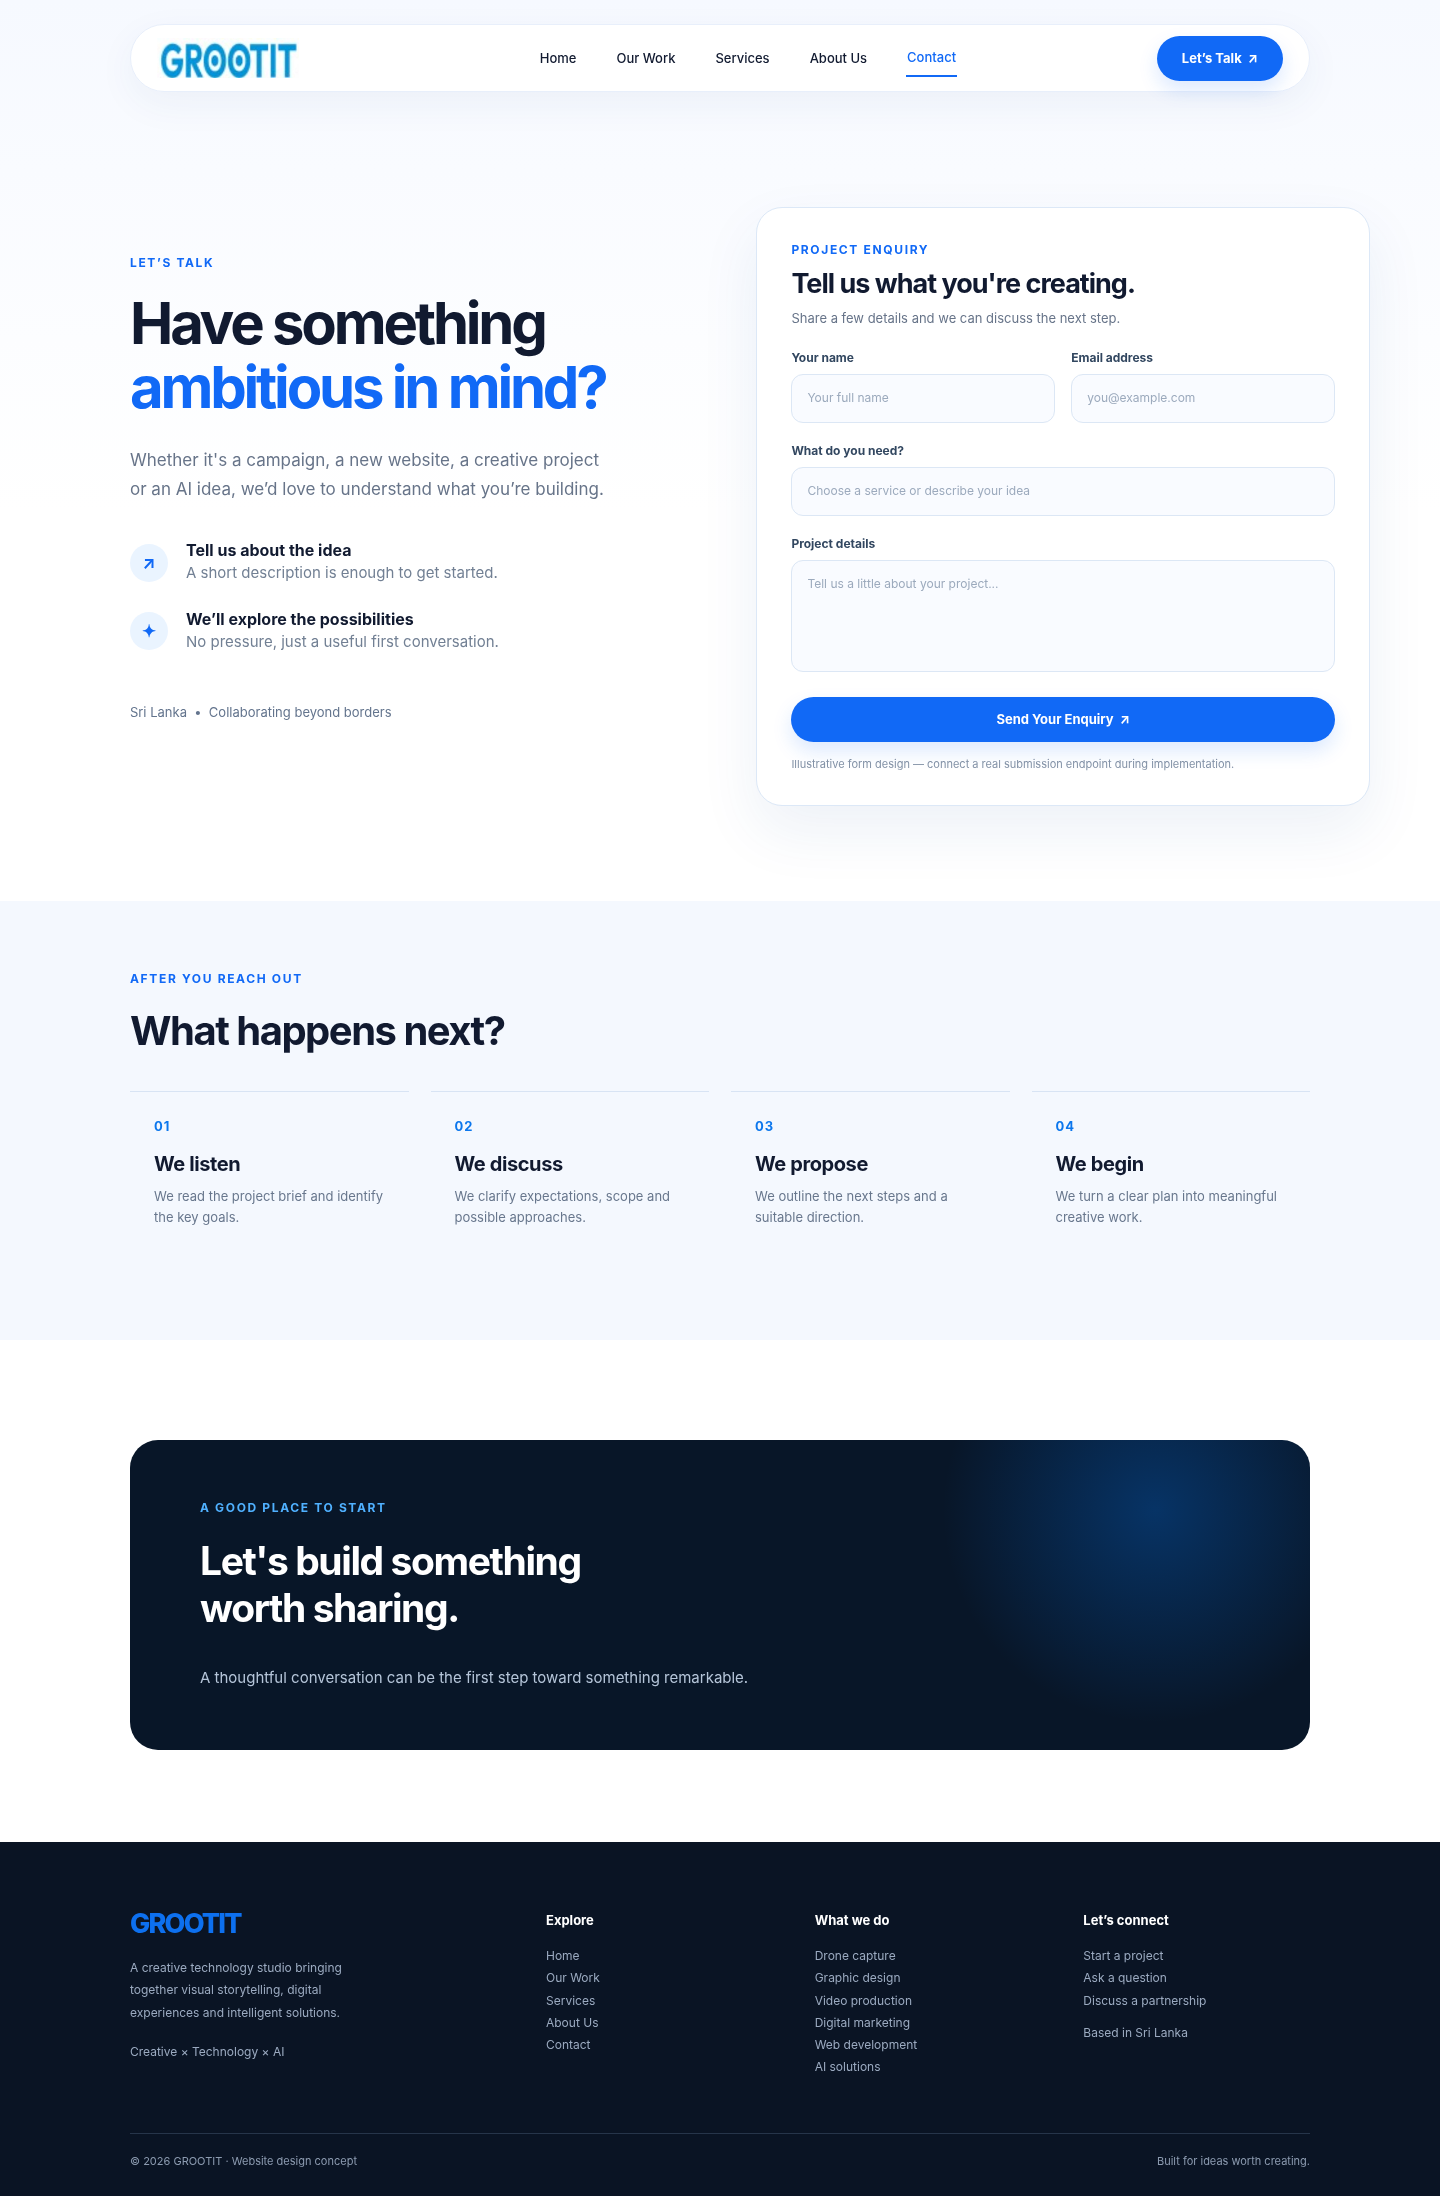 GROOTIT
Home
Our Work
Services
About Us
Contact
Let’s Talk ↗
LET’S TALK
Have something
ambitious in mind?
Whether it's a campaign, a new website, a creative project
or an AI idea, we’d love to understand what you’re building.
↗
Tell us about the idea
A short description is enough to get started.
✦
We’ll explore the possibilities
No pressure, just a useful first conversation.
Sri Lanka • Collaborating beyond borders
PROJECT ENQUIRY
Tell us what you're creating.
Share a few details and we can discuss the next step.
Your name
Email address
Your full name
you@example.com
What do you need?
Choose a service or describe your idea
Project details
Tell us a little about your project...
Send Your Enquiry ↗
Illustrative form design — connect a real submission endpoint during implementation.
AFTER YOU REACH OUT
What happens next?
01
We listen
We read the project brief and identify
the key goals.
02
We discuss
We clarify expectations, scope and
possible approaches.
03
We propose
We outline the next steps and a
suitable direction.
04
We begin
We turn a clear plan into meaningful
creative work.
A GOOD PLACE TO START
Let's build something
worth sharing.
A thoughtful conversation can be the first step toward something remarkable.
GROOTIT
A creative technology studio bringing
together visual storytelling, digital
experiences and intelligent solutions.
Creative × Technology × AI
Explore
Home
Our Work
Services
About Us
Contact
What we do
Drone capture
Graphic design
Video production
Digital marketing
Web development
AI solutions
Let’s connect
Start a project
Ask a question
Discuss a partnership
Based in Sri Lanka
© 2026 GROOTIT · Website design concept
Built for ideas worth creating.